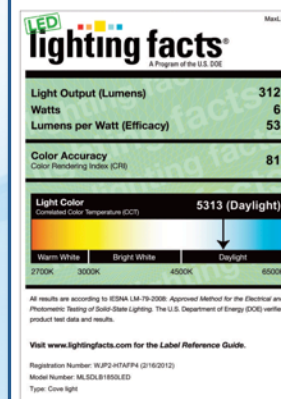 MaxL
LED
lighting facts®
A Program of the U.S. DOE
Light Output (Lumens) 312
Watts 6
Lumens per Watt (Efficacy) 53
Color Accuracy 81
Color Rendering Index (CRI)
Light Color 5313 (Daylight)
Correlated Color Temperature (CCT)
Warm White Bright White Daylight
2700K 3000K 4500K 6500K
All results are according to IESNA LM-79-2008: Approved Method for the Electrical and
Photometric Testing of Solid-State Lighting. The U.S. Department of Energy (DOE) verifie
product test data and results.
Visit www.lightingfacts.com for the Label Reference Guide.
Registration Number: WJP2-H7AFP4 (2/16/2012)
Model Number: MLSDLB1850LED
Type: Cove light